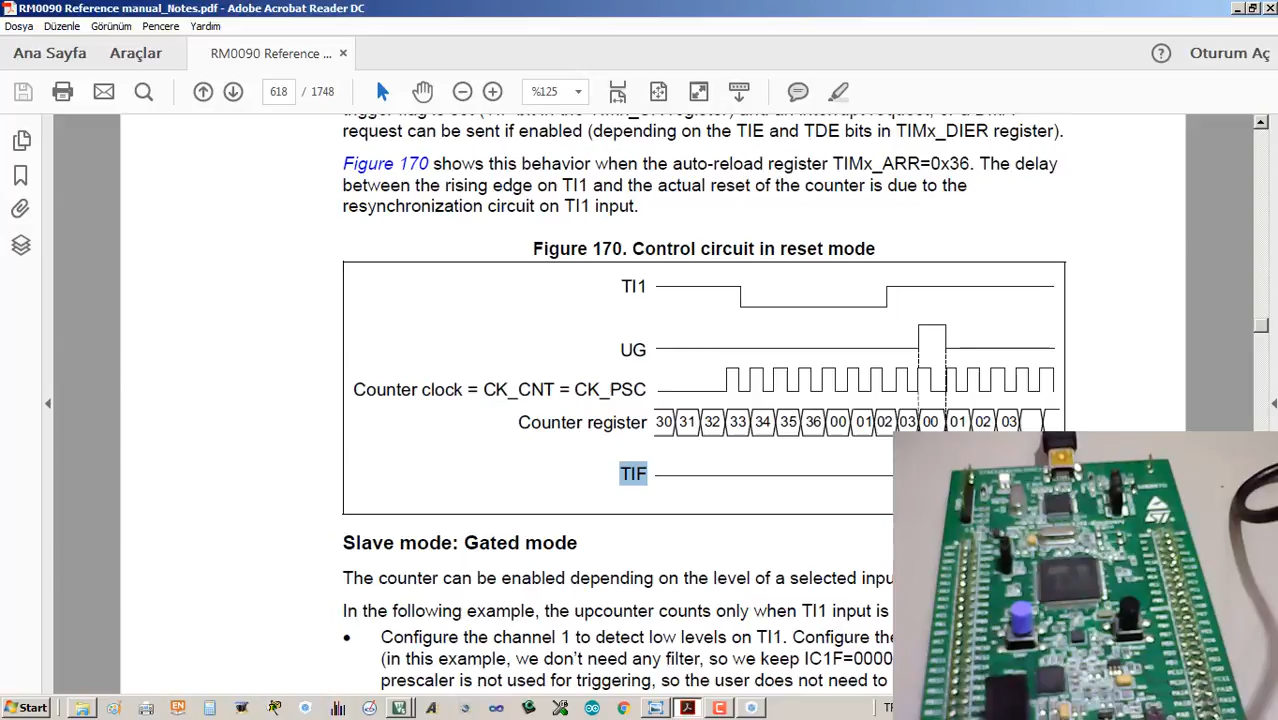 RM0090 Reference manual_Notes.pdf - Adobe Acrobat Reader DC
Dosya Düzenle Görünüm Pencere Yardım
Ana Sayfa Araçlar RM0090 Reference ... × ? Oturum Aç
618 / 1748 %125
request can be sent if enabled (depending on the TIE and TDE bits in TIMx_DIER register).
Figure 170 shows this behavior when the auto-reload register TIMx_ARR=0x36. The delay
between the rising edge on TI1 and the actual reset of the counter is due to the
resynchronization circuit on TI1 input.
Figure 170. Control circuit in reset mode
TI1
UG
Counter clock = CK_CNT = CK_PSC
Counter register 30 31 32 33 34 35 36 00 01 02 03 00 01 02 03
TIF
Slave mode: Gated mode
The counter can be enabled depending on the level of a selected inpu
In the following example, the upcounter counts only when TI1 input is
• Configure the channel 1 to detect low levels on TI1. Configure the
(in this example, we don't need any filter, so we keep IC1F=0000
prescaler is not used for triggering, so the user does not need to
Start EN